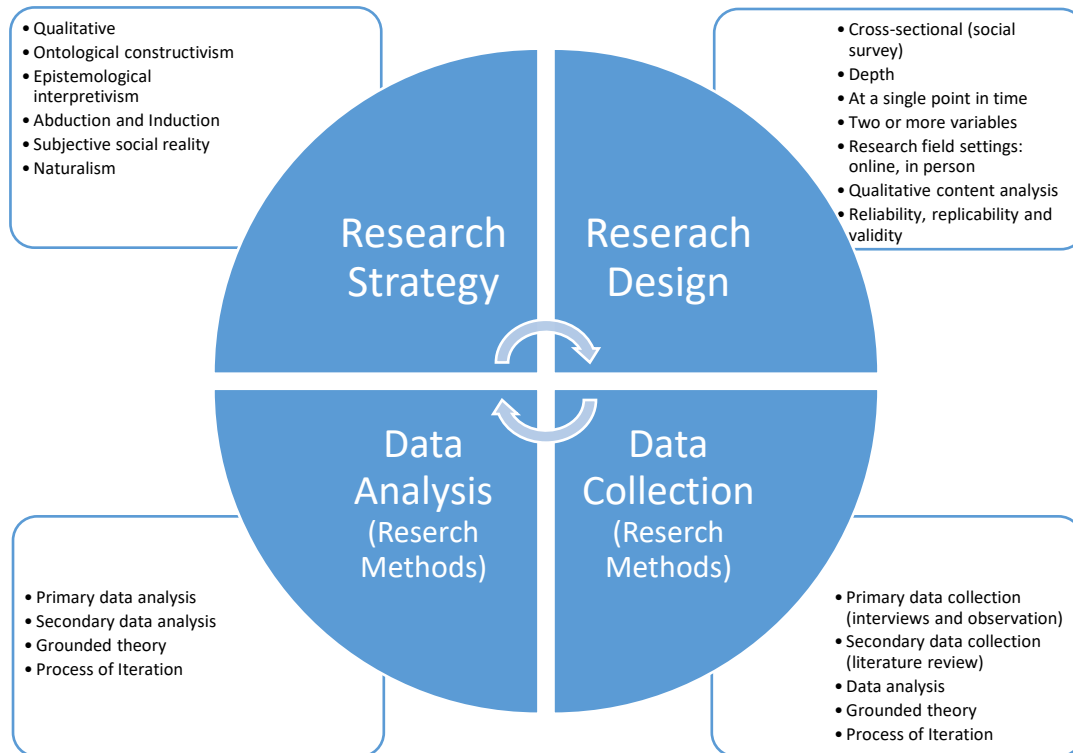 • Qualitative
• Ontological constructivism
• Epistemological
interpretivism
• Abduction and Induction
• Subjective social reality
• Naturalism
• Cross-sectional (social
survey)
• Depth
• At a single point in time
• Two or more variables
• Research field settings:
online, in person
• Qualitative content analysis
• Reliability, replicability and
validity
Research
Strategy
Reserach
Design
Data
Analysis
(Reserch
Methods)
Data
Collection
(Reserch
Methods)
• Primary data analysis
• Secondary data analysis
• Grounded theory
• Process of Iteration
• Primary data collection
(interviews and observation)
• Secondary data collection
(literature review)
• Data analysis
• Grounded theory
• Process of Iteration